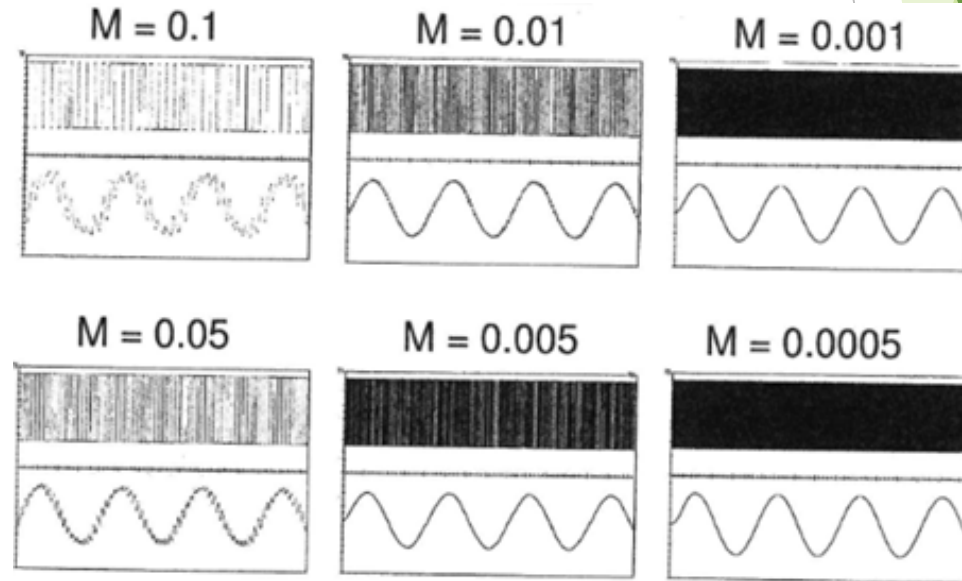 M = 0.1
M = 0.01
M = 0.001
M = 0.05
M = 0.005
M = 0.0005